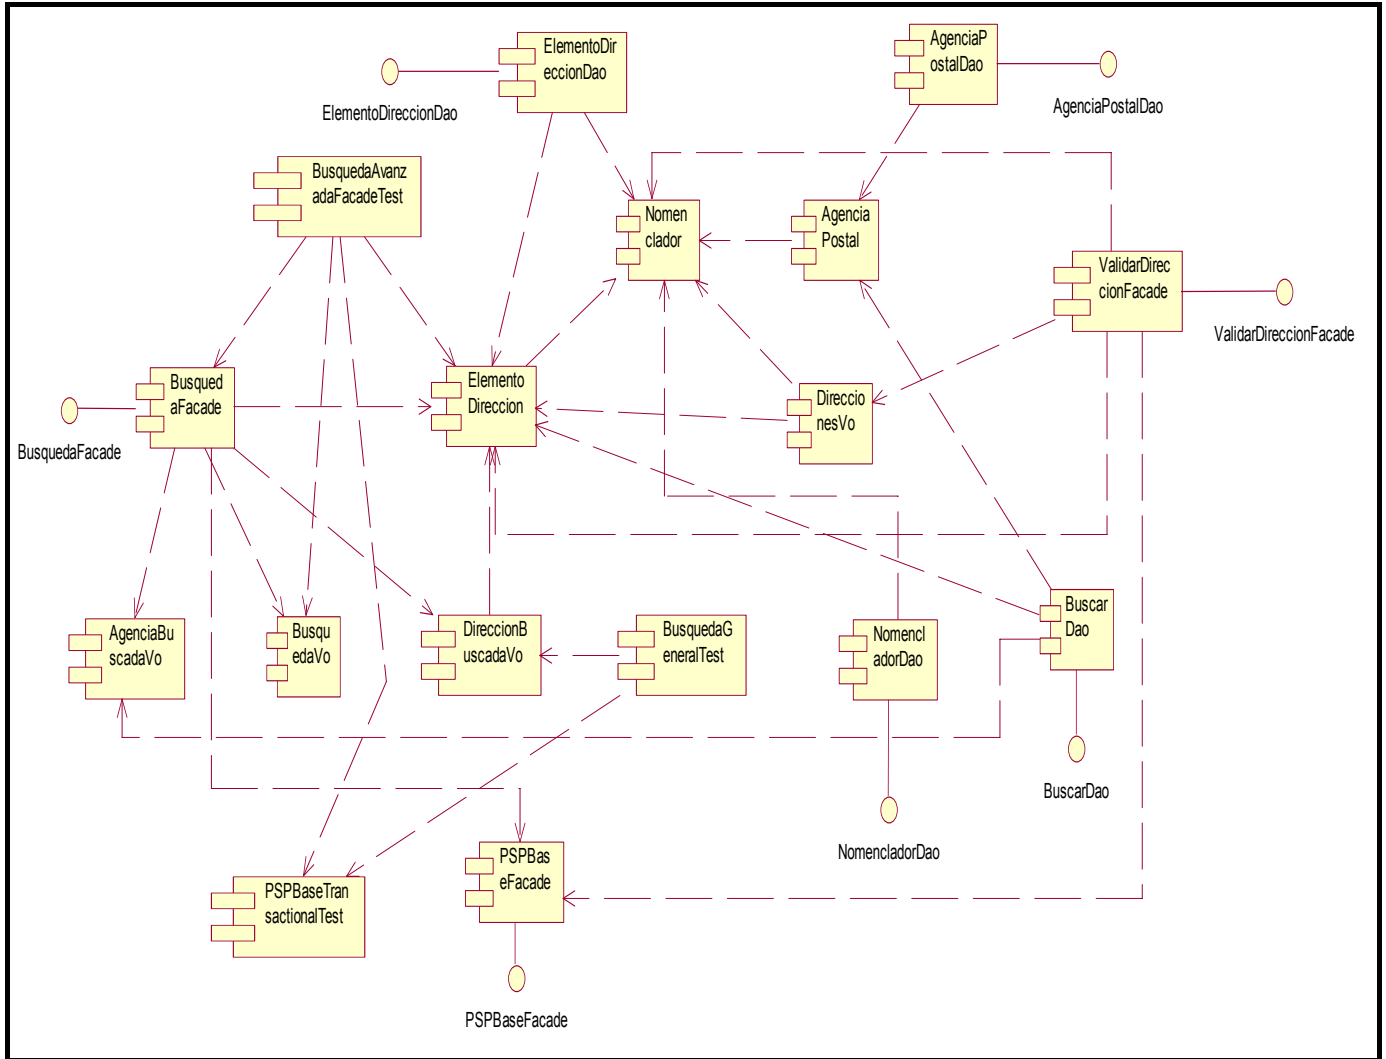 ElementoDir
eccionDao
ElementoDireccionDao
AgenciaP
ostalDao
AgenciaPostalDao
BusquedaAvanz
adaFacadeTest
Nomen
clador
Agencia
Postal
ValidarDirec
cionFacade
ValidarDireccionFacade
Busqued
aFacade
BusquedaFacade
Elemento
Direccion
Direccio
nesVo
AgenciaBu
scadaVo
Busqu
edaVo
DireccionB
uscadaVo
BusquedaG
eneralTest
Nomencl
adorDao
Buscar
Dao
BuscarDao
NomencladorDao
PSPBaseTran
sactionalTest
PSPBas
eFacade
PSPBaseFacade